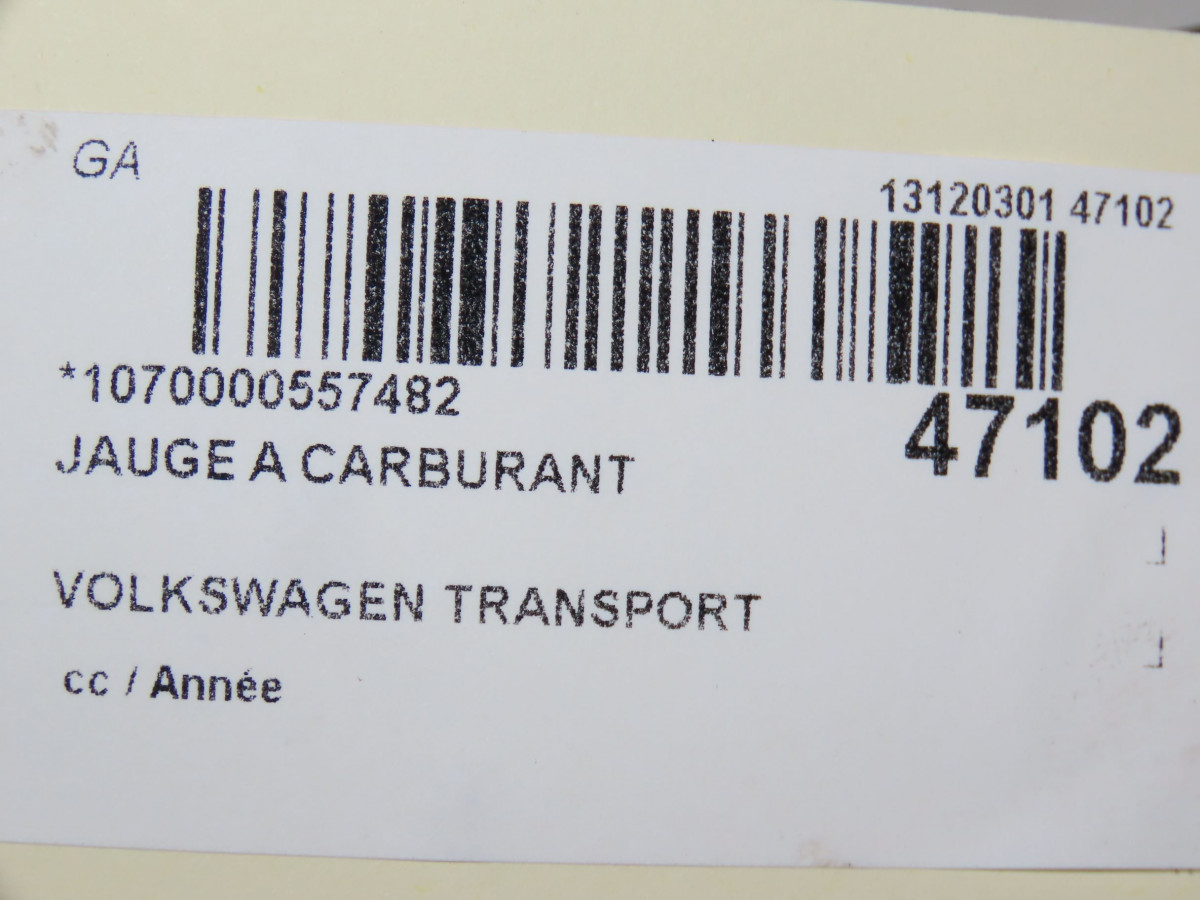 GA
13120301 47102
*1070000557482
47102
JAUGE A CARBURANT
VOLKSWAGEN TRANSPORT
cc / Année